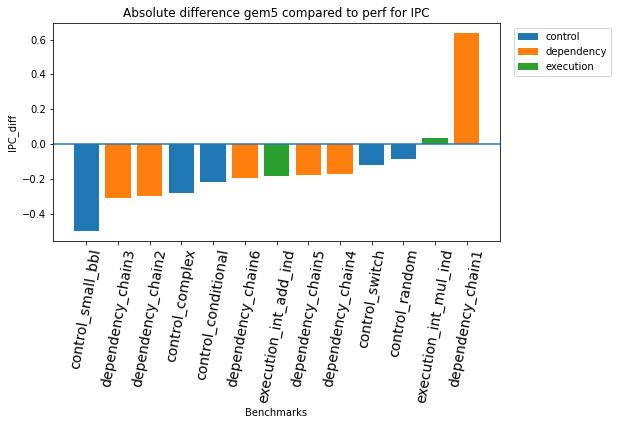 Absolute difference gem5 compared to perf for IPC
control
dependency
execution
IPC_diff
0.6
0.4
0.2
0.0
−0.2
−0.4
control_small_bbl
dependency_chain3
dependency_chain2
control_complex
control_conditional
dependency_chain6
execution_int_add_ind
dependency_chain5
dependency_chain4
control_switch
control_random
execution_int_mul_ind
dependency_chain1
Benchmarks